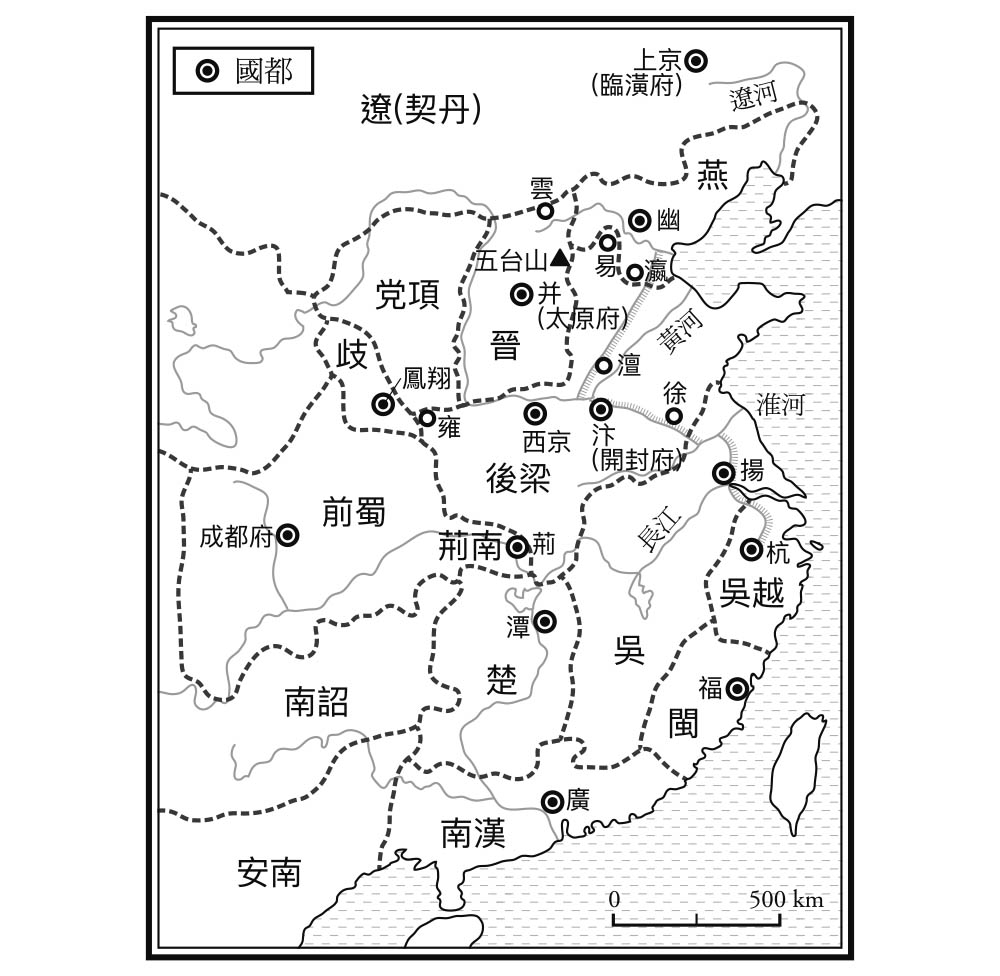 國都
上京
(臨潢府)
遼河
遼(契丹)
燕
雲
幽
易
瀛
五台山
党項
并
(太原府)
晉
黃河
歧
鳳翔
澶
徐
淮河
雍
西京
汴
(開封府)
後梁
揚
前蜀
成都府
荊南
荊
長江
杭
吳越
潭
吳
楚
南詔
福
閩
廣
南漢
安南
0
500 km